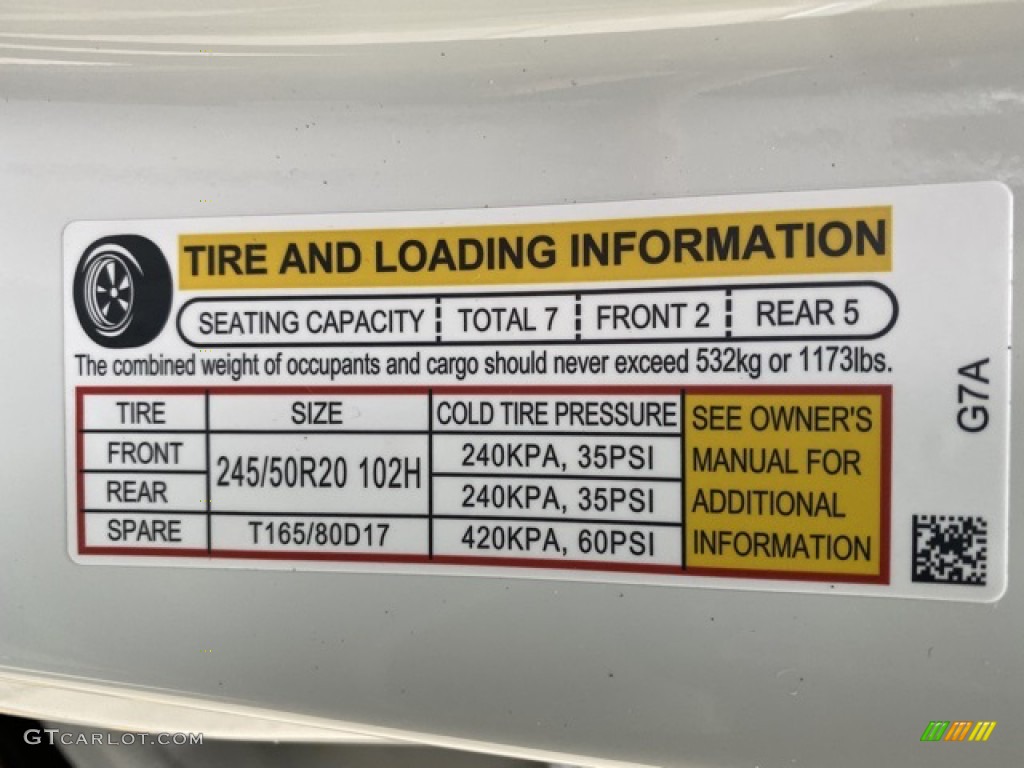 TIRE AND LOADING INFORMATION
SEATING CAPACITY TOTAL 7 FRONT 2 REAR 5
The combined weight of occupants and cargo should never exceed 532kg or 1173lbs.
TIRE SIZE COLD TIRE PRESSURE
FRONT 245/50R20 102H 240KPA, 35PSI
REAR 240KPA, 35PSI
SPARE T165/80D17 420KPA, 60PSI
SEE OWNER'S
MANUAL FOR
ADDITIONAL
INFORMATION
G7A
GTCARLOT.COM